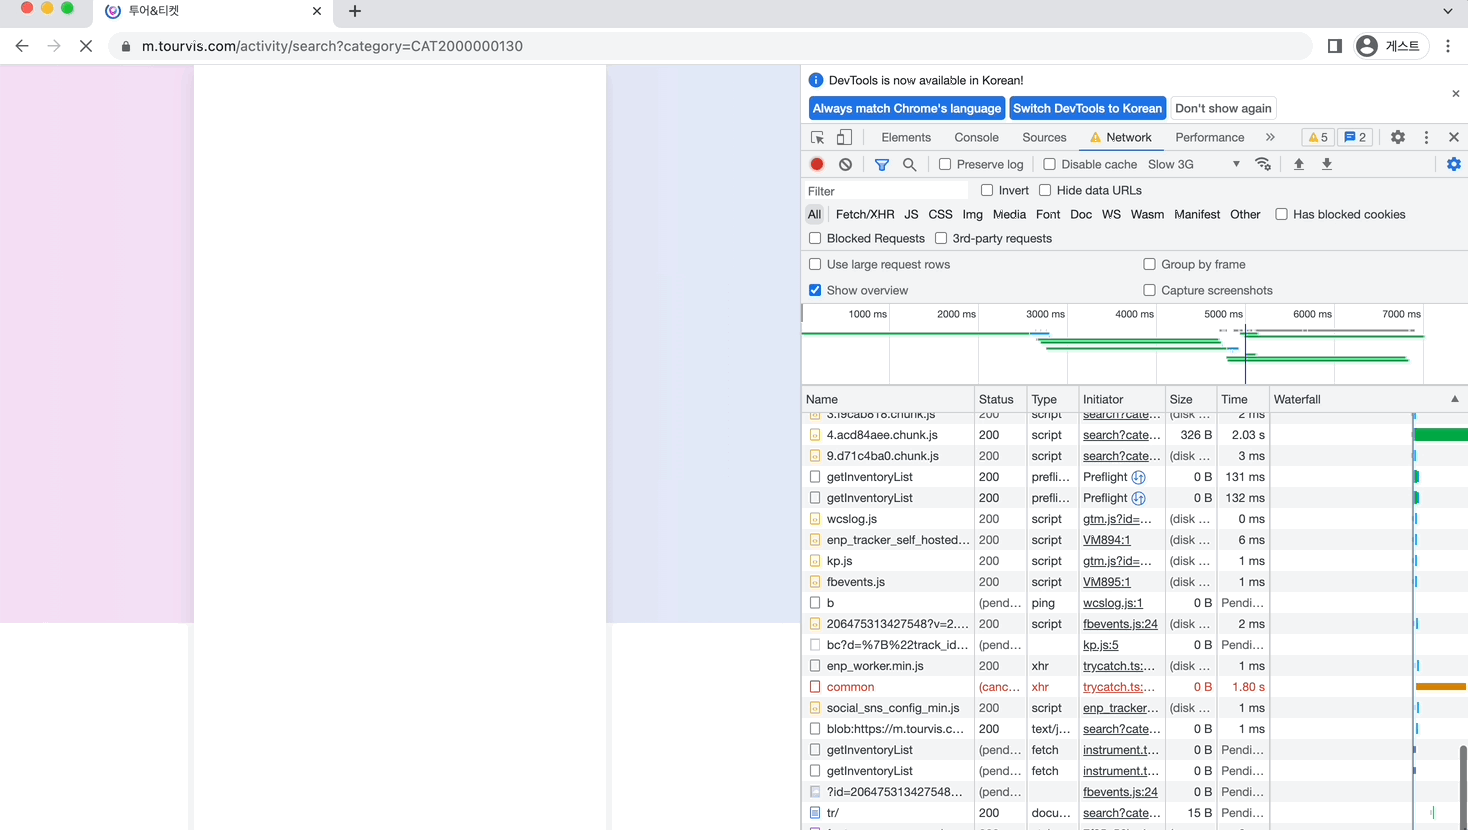 투어&티켓
m.tourvis.com/activity/search?category=CAT2000000130
게스트
DevTools is now available in Korean!
Always match Chrome's language Switch DevTools to Korean Don't show again
Elements Console Sources Network Performance 5 2
Preserve log Disable cache Slow 3G
Filter Invert Hide data URLs
All Fetch/XHR JS CSS Img Media Font Doc WS Wasm Manifest Other Has blocked cookies
Blocked Requests 3rd-party requests
Use large request rows Group by frame
Show overview Capture screenshots
1000 ms 2000 ms 3000 ms 4000 ms 5000 ms 6000 ms 7000 ms
Name Status Type Initiator Size Time Waterfall
3.f9cab818.chunk.js 200 script search?cate... (disk ... 2 ms
4.acd84aee.chunk.js 200 script search?cate... 326 B 2.03 s
9.d71c4ba0.chunk.js 200 script search?cate... (disk ... 3 ms
getInventoryList 200 prefli... Preflight 0 B 131 ms
getInventoryList 200 prefli... Preflight 0 B 132 ms
wcslog.js 200 script gtm.js?id=... (disk ... 0 ms
enp_tracker_self_hosted... 200 script VM894:1 (disk ... 6 ms
kp.js 200 script gtm.js?id=... (disk ... 1 ms
fbevents.js 200 script VM895:1 (disk ... 1 ms
b (pend... ping wcslog.js:1 0 B Pendi...
206475313427548?v=2.... 200 script fbevents.js:24 (disk ... 2 ms
bc?d=%7B%22track_id... (pend... kp.js:5 0 B Pendi...
enp_worker.min.js 200 xhr trycatch.ts:... (disk ... 1 ms
common (canc... xhr trycatch.ts:... 0 B 1.80 s
social_sns_config_min.js 200 script enp_tracker... (disk ... 1 ms
blob:https://m.tourvis.c... 200 text/j... search?cate... 0 B 1 ms
getInventoryList (pend... fetch instrument.t... 0 B Pendi...
getInventoryList (pend... fetch instrument.t... 0 B Pendi...
?id=206475313427548... (pend... fbevents.js:24 0 B Pendi...
tr/ 200 docu... search?cate... 15 B Pendi...